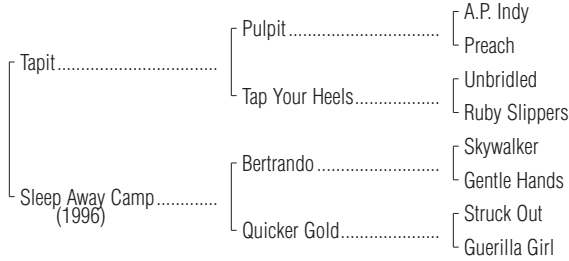 A.P. Indy
Pulpit
Preach
Tapit
Unbridled
Tap Your Heels
Ruby Slippers
Skywalker
Bertrando
Gentle Hands
Sleep Away Camp
(1996)
Struck Out
Quicker Gold
Guerilla Girl